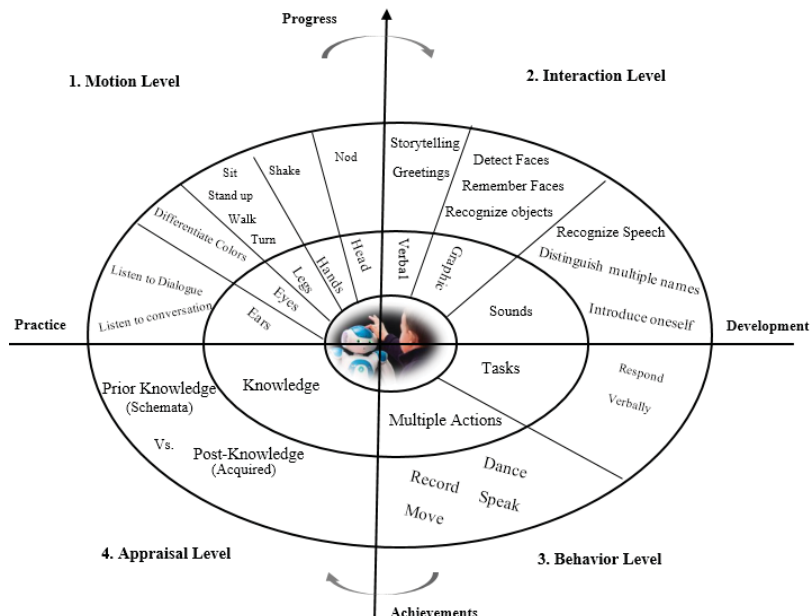 Progress
1. Motion Level
2. Interaction Level
Nod
Shake
Sit
Stand up
Walk
Turn
Differentiate Colors
Listen to Dialogue
Listen to conversation
Head
Hands
Legs
Eyes
Ears
Storytelling
Greetings
Detect Faces
Remember Faces
Recognize objects
Recognize Speech
Distinguish multiple names
Introduce oneself
Verbal
Graphic
Sounds
Practice
Development
Knowledge
Prior Knowledge
(Schemata)
Vs.
Post-Knowledge
(Acquired)
Tasks
Multiple Actions
Respond
Verbally
Dance
Record
Speak
Move
4. Appraisal Level
3. Behavior Level
Achievements